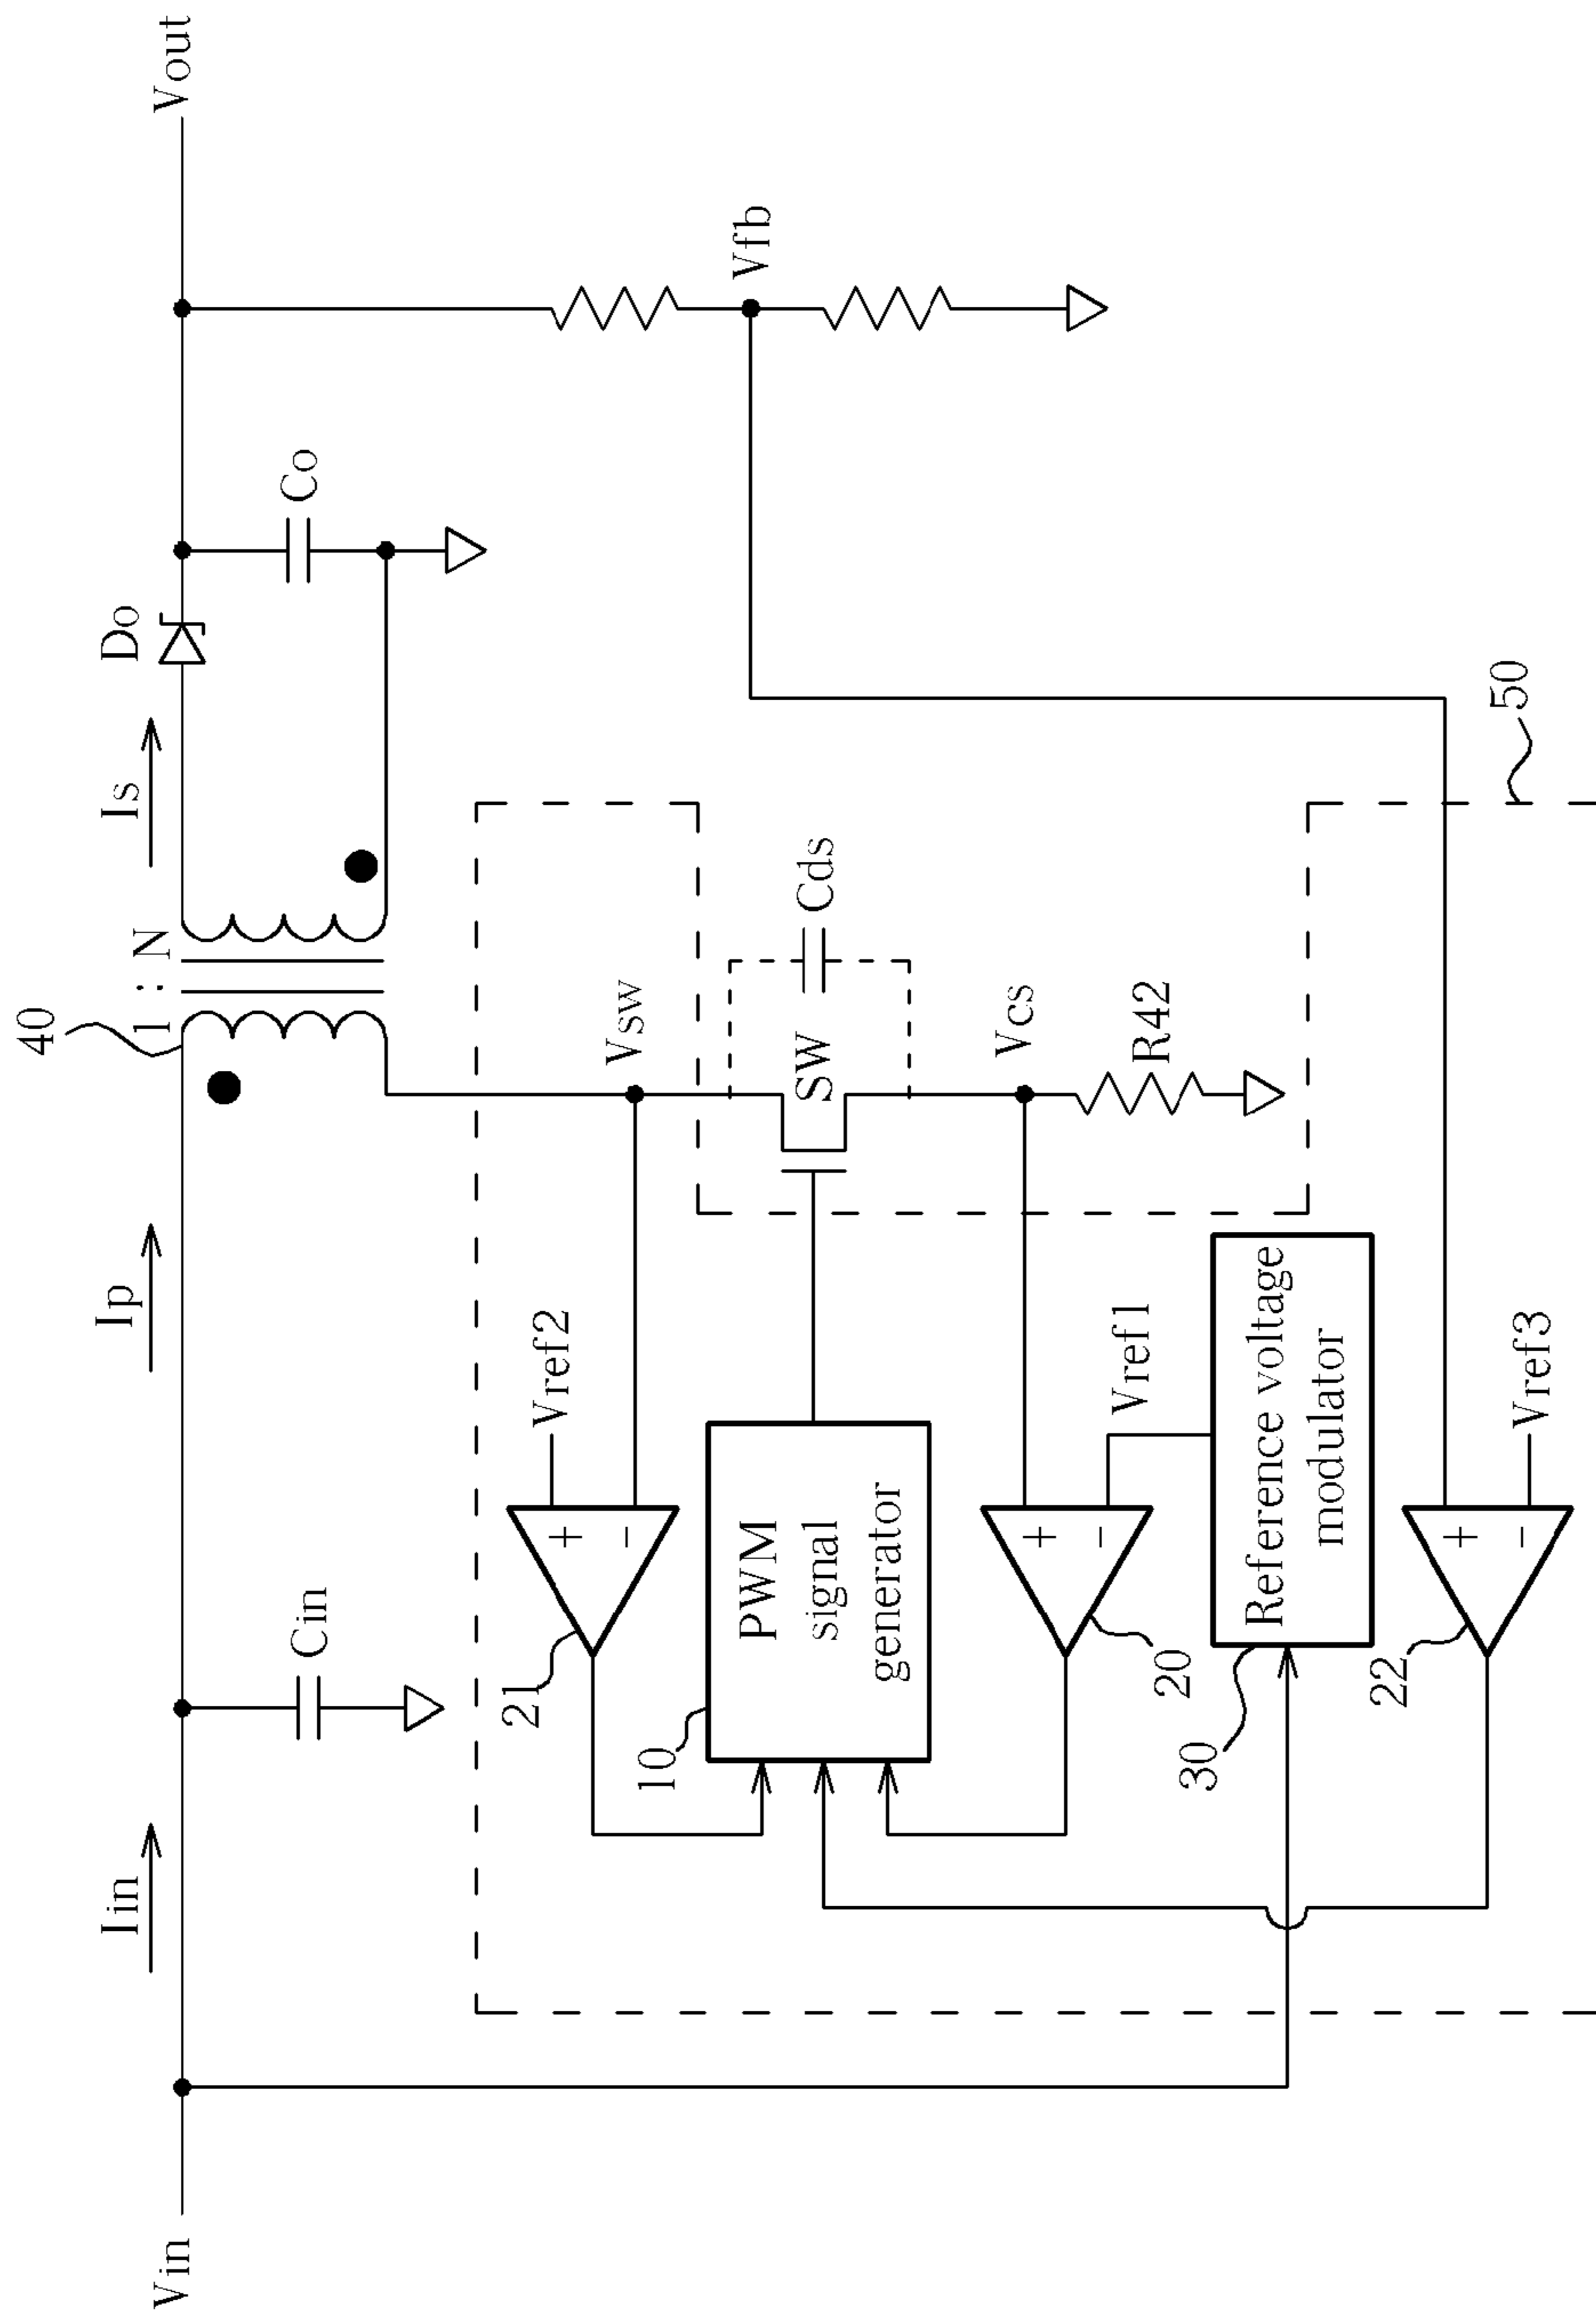 40
Iin
Ip
1 : N
Is
Do
Vin
Vout
Cin
Co
21
Vref2
Vsw
10
PWM
signal
generator
SW
Cds
Vfb
Vcs
20
Vref1
R42
30
Reference voltage
modulator
22
Vref3
50
+
-
+
-
+
-